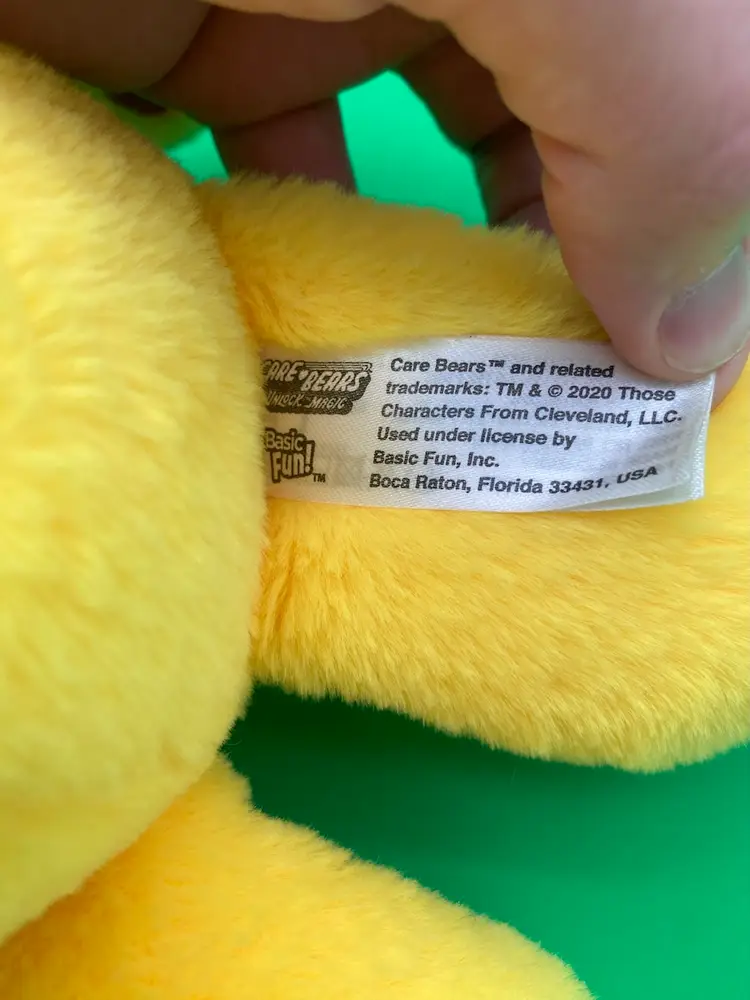 CARE BEARS
UNLOCK THE MAGIC
Basic
Fun!
TM
Care Bears™ and related
trademarks: TM & © 2020 Those
Characters From Cleveland, LLC.
Used under license by
Basic Fun, Inc.
Boca Raton, Florida 33431, USA